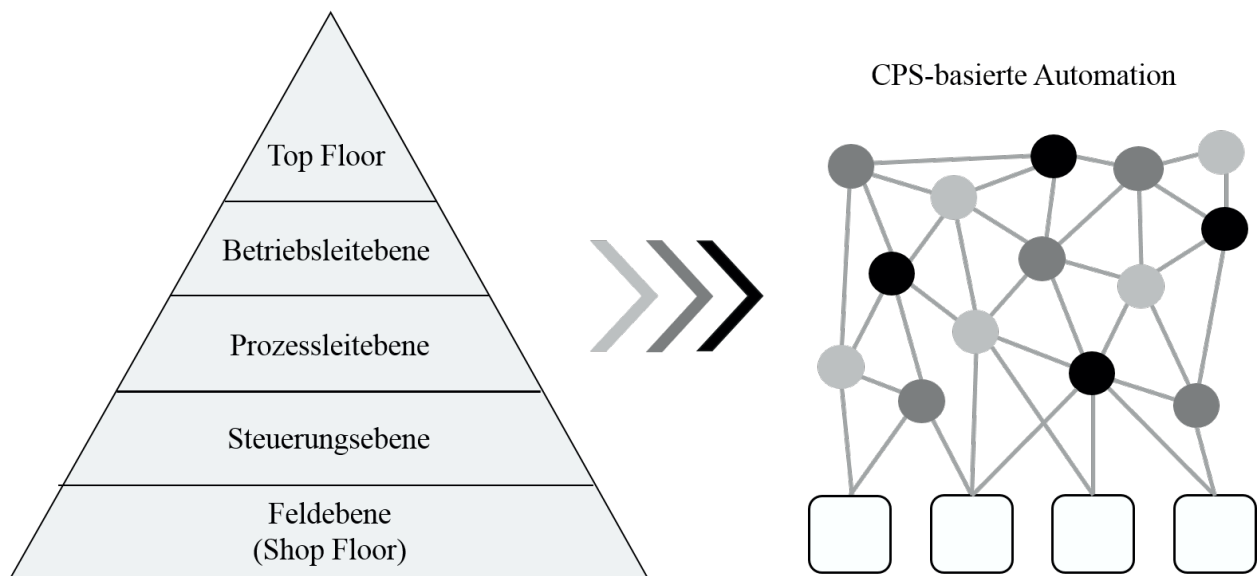 CPS-basierte Automation
Top Floor
Betriebsleitebene
Prozessleitebene
Steuerungsebene
Feldebene
(Shop Floor)